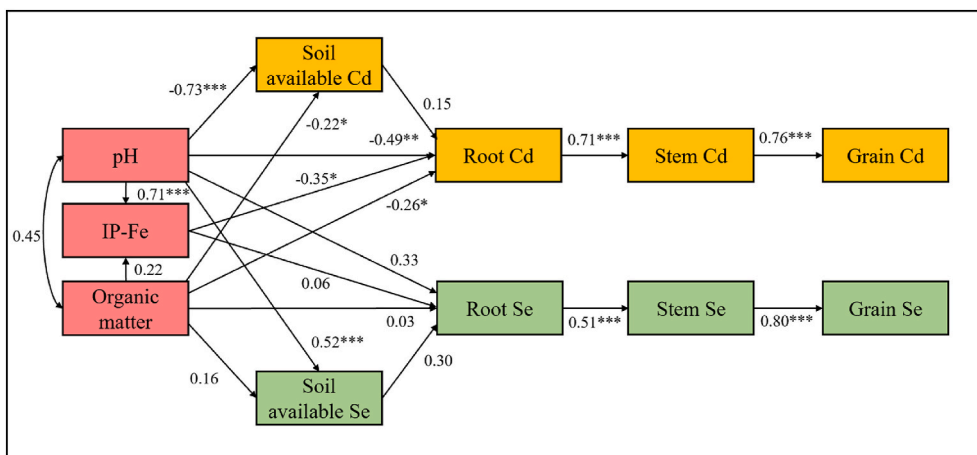 Soil
available Cd
-0.73***
0.15
-0.22*
pH
-0.49**
Root Cd
0.71***
Stem Cd
0.76***
Grain Cd
-0.35*
0.71***
-0.26*
IP-Fe
0.45
0.22
0.06
0.33
Organic
matter
0.03
Root Se
0.51***
Stem Se
0.80***
Grain Se
0.52***
0.16
0.30
Soil
available Se